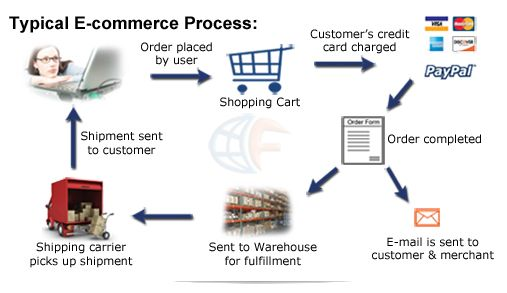 Typical E-commerce Process:
Order placed
by user
Customer's credit
card charged
VISA
MasterCard
DISCOVER
PayPal
Shopping Cart
Order Form
Order completed
Shipment sent
to customer
Shipping carrier
picks up shipment
Sent to Warehouse
for fulfillment
E-mail is sent to
customer & merchant